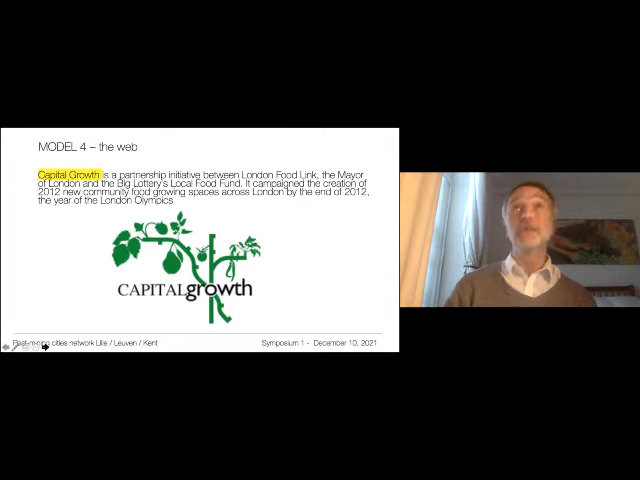 MODEL 4 – the web
Capital Growth is a partnership initiative between London Food Link, the Mayor
of London and the Big Lottery's Local Food Fund. It campaigned the creation of
2012 new community food growing spaces across London by the end of 2012,
the year of the London Olympics
CAPITALgrowth
Post-mining cities network Lille / Leuven / Kent
Symposium 1 - December 10, 2021